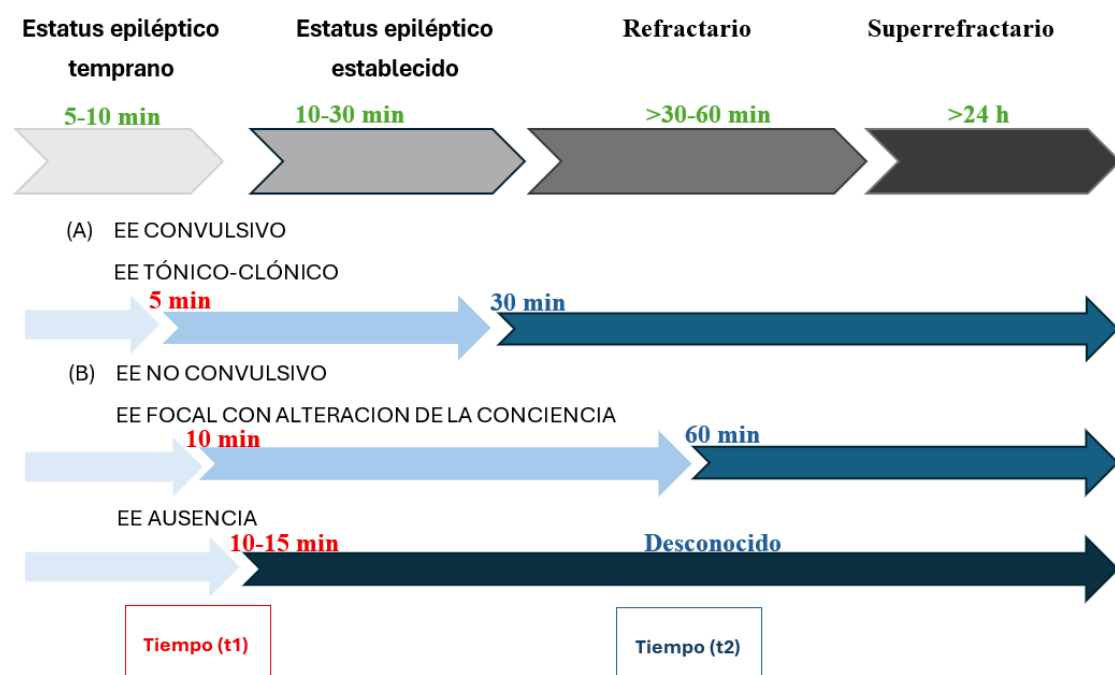 Estatus epiléptico
temprano
Estatus epiléptico
establecido
Refractario
Superrefractario
5-10 min
10-30 min
>30-60 min
>24 h
(A) EE CONVULSIVO
EE TÓNICO-CLÓNICO
5 min
30 min
(B) EE NO CONVULSIVO
EE FOCAL CON ALTERACION DE LA CONCIENCIA
10 min
60 min
EE AUSENCIA
10-15 min
Desconocido
Tiempo (t1)
Tiempo (t2)